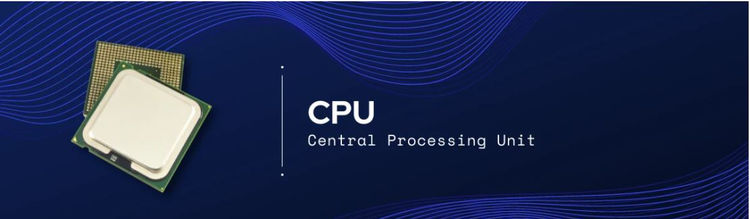 CPU
Central Processing Unit